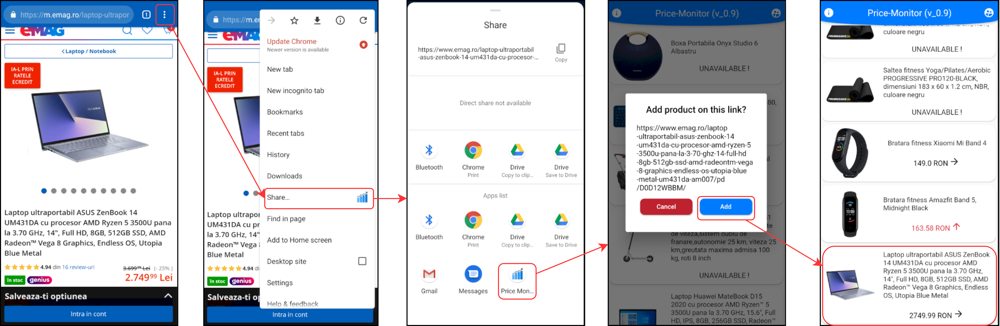 https://m.emag.ro/laptop-ultrapor
1
eMAG
Laptop / Notebook
IA-L PRIN
RATELE
ECREDIT
Laptop ultraportabil ASUS ZenBook 14
UM431DA cu procesor AMD Ryzen 5 3500U pana
la 3.70 GHz, 14", Full HD, 8GB, 512GB SSD, AMD
Radeon™ Vega 8 Graphics, Endless OS, Utopia
Blue Metal
4.94 din 16 review-uri
3.699⁹⁹ Lei (- 25% )
2.749⁹⁹ Lei
în stoc genius
Salveaza-ti optiunea
Intra in cont
https://m.er
eMAG
IA-L PRIN
RATELE
ECREDIT
Laptop ultrapor
UM431DA cu pr
la 3.70 GHz, 14"
Radeon™ Vega
Blue Metal
4.94 di
în stoc genius
Salveaza-ti op
Intra in cont
Update Chrome
Newer version is available
New tab
New incognito tab
Bookmarks
Recent tabs
History
Downloads
Share...
Find in page
Add to Home screen
Desktop site
Settings
Help & feedback
Share
https://www.emag.ro/laptop-ultraportabil
-asus-zenbook-14-um431da-cu-procesor-...
Copy
Direct share not available
Bluetooth
Chrome
Print
Drive
Copy to clip...
Drive
Save to Drive
Apps list
Bluetooth
Chrome
Print
Drive
Copy to clip...
Drive
Save to Drive
Gmail
Messages
Price Mon...
Price-Monitor (v_0.9)
Boxa Portabila Onyx Studio 6
Albastru
UNAVAILABLE !
80,
Add product on this link?
https://www.emag.ro/laptop
-ultraportabil-asus-zenbook-14
-um431da-cu-procesor-amd-ryzen-5
-3500u-pana-la-3-70-ghz-14-full-hd
-8gb-512gb-ssd-amd-radeontm-vega
-8-graphics-endless-os-utopia-blue
-metal-um431da-am007/pd
/D0D12WBBM/
Cancel
Add
te
de viteza,sistem dublu de
franare,autonomie 25 km, viteza 25
km,greutata maxima admisa 100
kg, roti 8 inch
UNAVAILABLE !
Laptop Huawei MateBook D15
2020 cu procesor AMD Ryzen™ 5
3500U pana la 3.70 GHz, 15.6", Full
HD, IPS, 8GB, 256GB SSD, Radeon™
Price-Monitor (v_0.9)
dimensiuni 183 x 60 x 1.2 cm, NBR,
culoare negru
PROGRESSIVE
UNAVAILABLE !
Saltea fitness Yoga/Pilates/Aerobic
PROGRESSIVE PRO120-BLACK,
dimensiuni 183 x 60 x 1.2 cm, NBR,
culoare negru
PROGRESSIVE
UNAVAILABLE !
Bratara fitness Xiaomi Mi Band 4
02:00
149.0 RON
Bratara fitness Amazfit Band 5,
Midnight Black
10:09
163.58 RON
Laptop ultraportabil ASUS ZenBook
14 UM431DA cu procesor AMD
Ryzen 5 3500U pana la 3.70 GHz,
14", Full HD, 8GB, 512GB SSD, AMD
Radeon™ Vega 8 Graphics, Endless
OS, Utopia Blue Metal
2749.99 RON